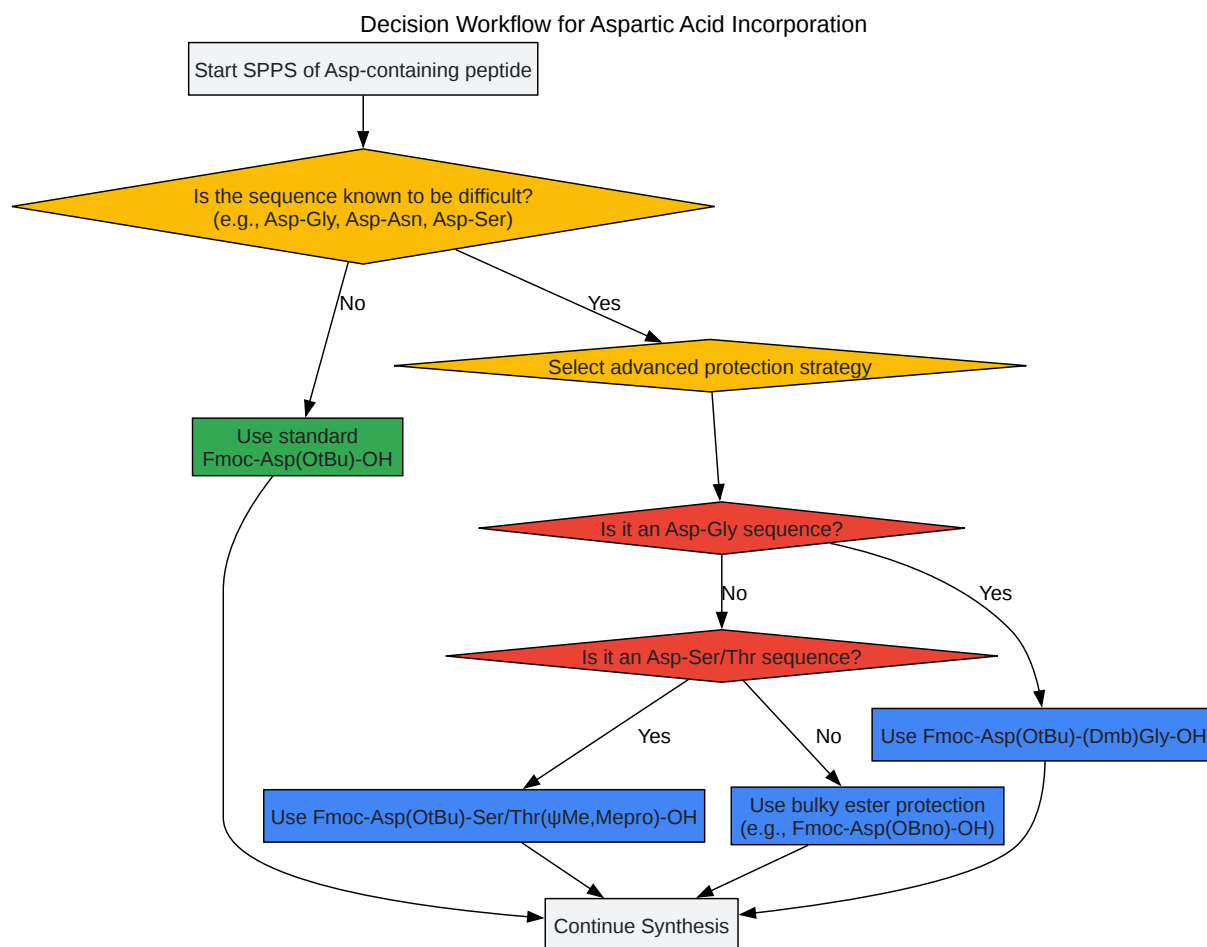 Decision Workflow for Aspartic Acid Incorporation
Start SPPS of Asp-containing peptide
Is the sequence known to be difficult?
(e.g., Asp-Gly, Asp-Asn, Asp-Ser)
No
Yes
Select advanced protection strategy
Use standard
Fmoc-Asp(OtBu)-OH
Is it an Asp-Gly sequence?
No
Yes
Is it an Asp-Ser/Thr sequence?
Yes
No
Use Fmoc-Asp(OtBu)-(Dmb)Gly-OH
Use Fmoc-Asp(OtBu)-Ser/Thr(ψMe,Mepro)-OH
Use bulky ester protection
(e.g., Fmoc-Asp(OBno)-OH)
Continue Synthesis